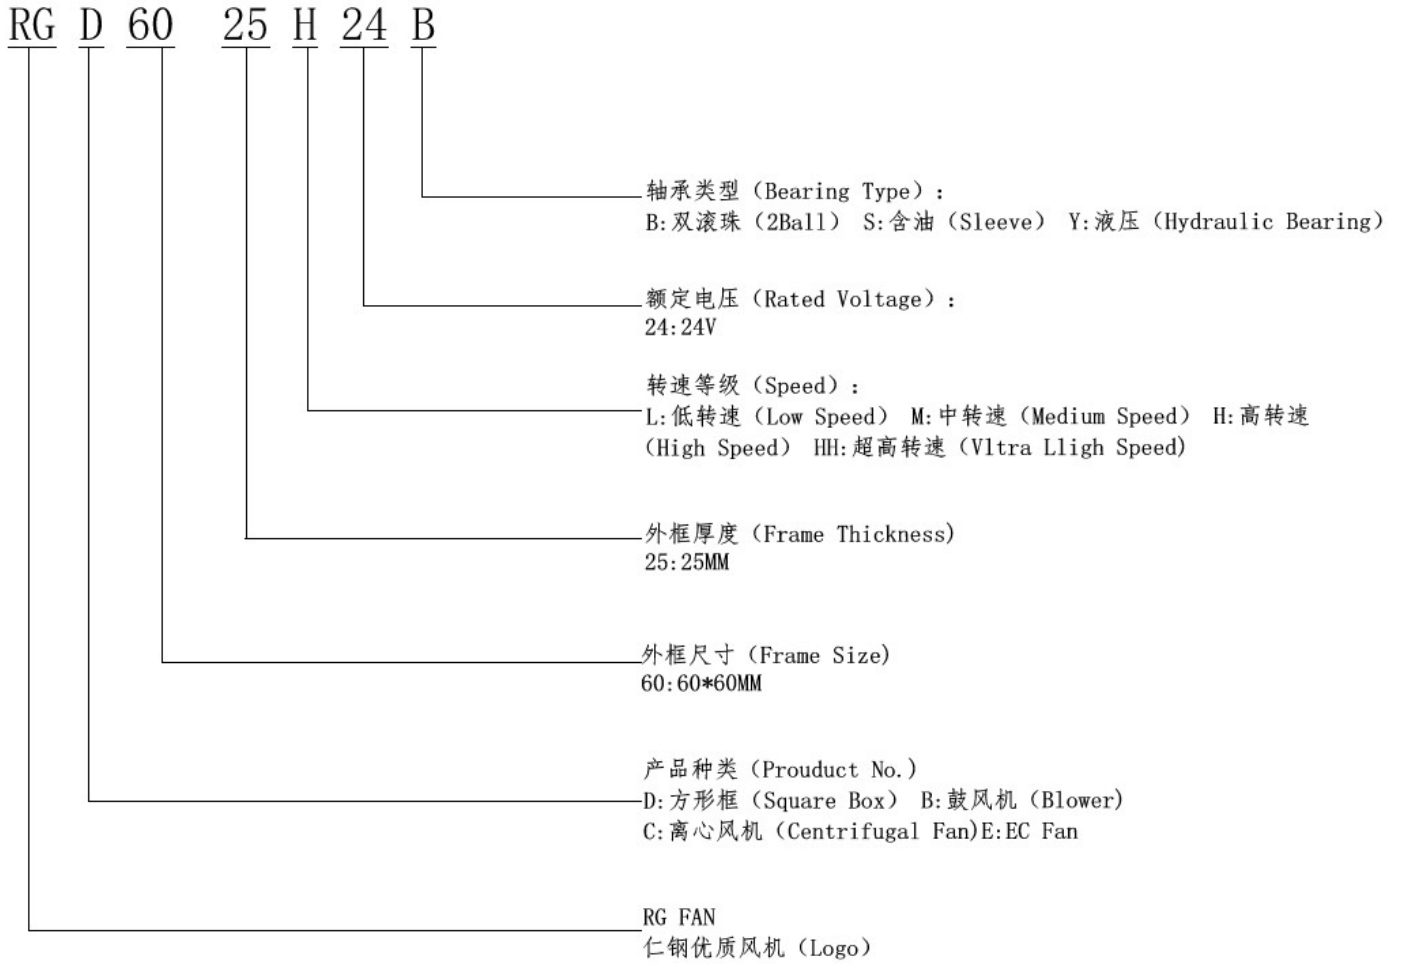 RG D 60 25 H 24 B
轴承类型（Bearing Type）:
B:双滚珠（2Ball） S:含油（Sleeve） Y:液压（Hydraulic Bearing）
额定电压（Rated Voltage）:
24:24V
转速等级（Speed）:
L:低转速（Low Speed） M:中转速（Medium Speed） H:高转速
（High Speed） HH:超高转速（Vltra Lligh Speed)
外框厚度（Frame Thickness)
25:25MM
外框尺寸（Frame Size)
60:60*60MM
产品种类（Prouduct No.)
D:方形框（Square Box） B:鼓风机（Blower)
C:离心风机（Centrifugal Fan)E:EC Fan
RG FAN
仁钢优质风机（Logo）